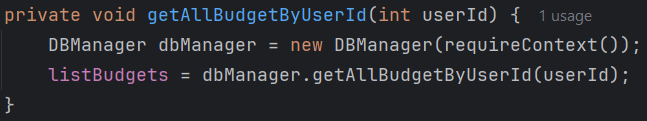 private void getAllBudgetByUserId(int userId) { 1 usage
    DBManager dbManager = new DBManager(requireContext());
    listBudgets = dbManager.getAllBudgetByUserId(userId);
}